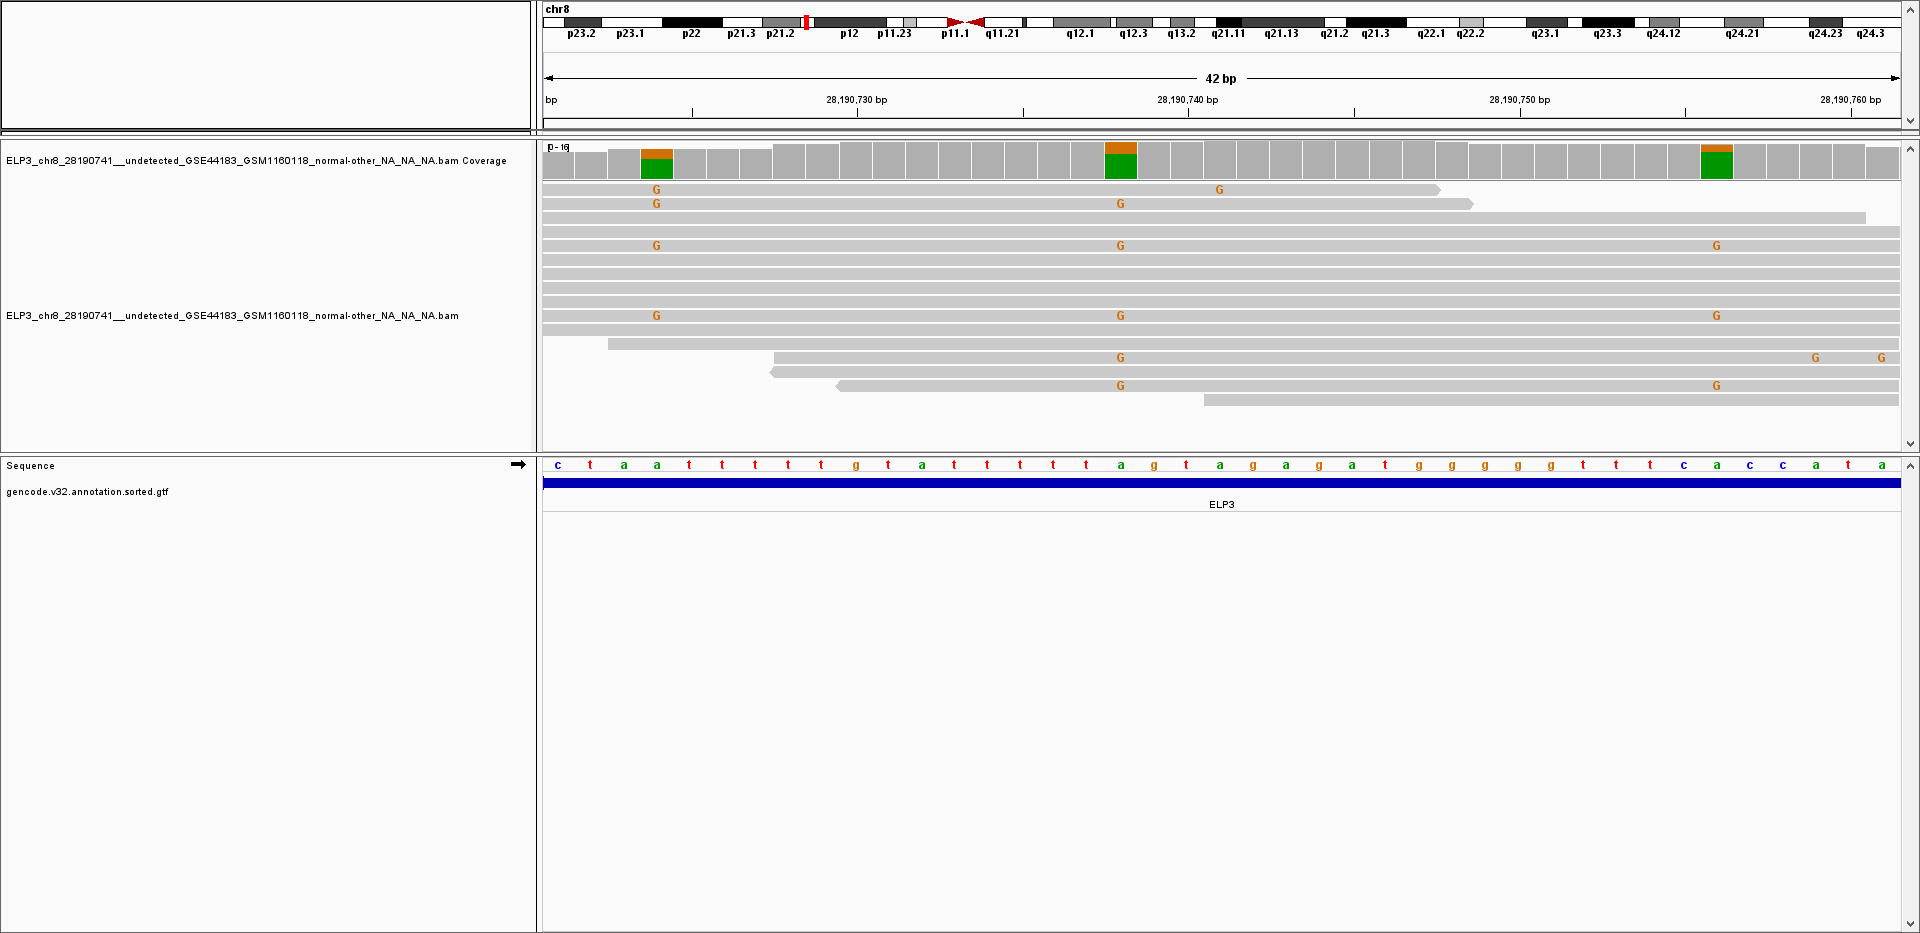 chr8
p23.2 p23.1 p22 p21.3 p21.2 p12 p11.23 p11.1 q11.21 q12.1 q12.3 q13.2 q21.11 q21.13 q21.2 q21.3 q22.1 q22.2 q23.1 q23.3 q24.12 q24.21 q24.23 q24.3
42 bp
bp 28,190,730 bp 28,190,740 bp 28,190,750 bp 28,190,760 bp
[0 - 16]
ELP3_chr8_28190741__undetected_GSE44183_GSM1160118_normal-other_NA_NA_NA.bam Coverage
G G
G G
G G G
ELP3_chr8_28190741__undetected_GSE44183_GSM1160118_normal-other_NA_NA_NA.bam
G G G
G G G
G G
Sequence
c t a a t t t t t g t a t t t t t a g t a g a g a t g g g g g t t t c a c c a t a
gencode.v32.annotation.sorted.gtf
ELP3